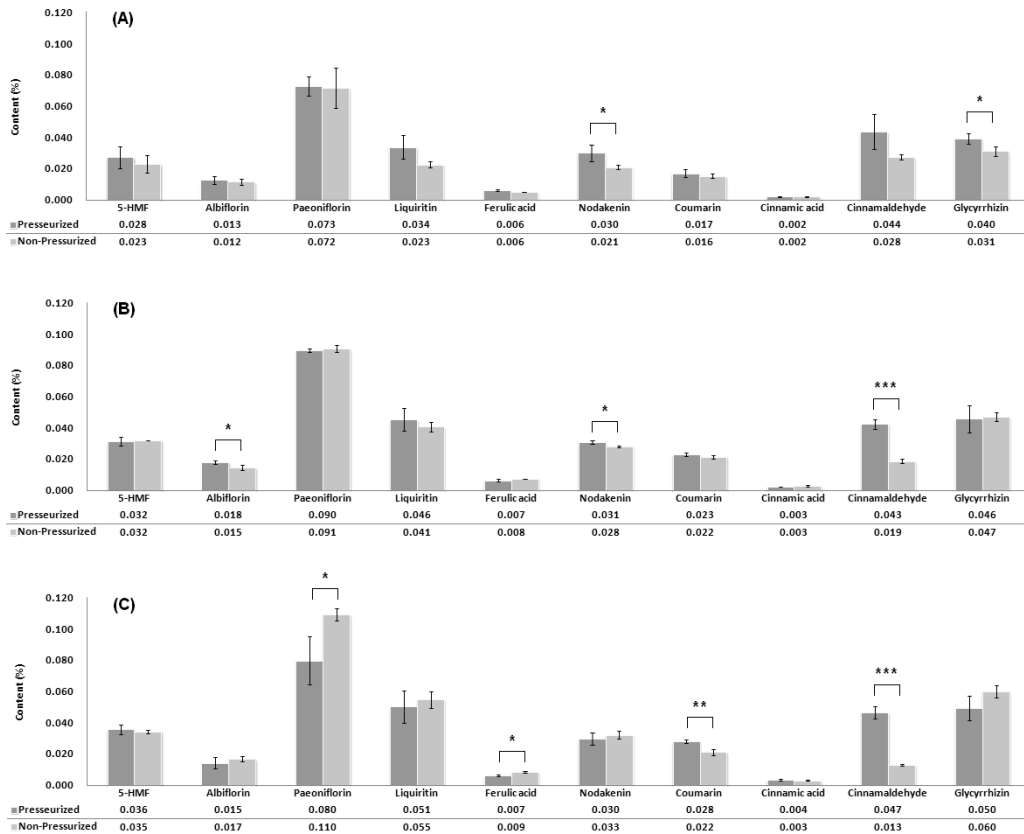 (A)
0.120
0.100
0.080
0.060
0.040
0.020
0.000
Content (%)
*
*
5-HMF Albiflorin Paeoniflorin Liquiritin Ferulic acid Nodakenin Coumarin Cinnamic acid Cinnamaldehyde Glycyrrhizin
Presseurized 0.028 0.013 0.073 0.034 0.006 0.030 0.017 0.002 0.044 0.040
Non-Pressurized 0.023 0.012 0.072 0.023 0.006 0.021 0.016 0.002 0.028 0.031
(B)
0.120
0.100
0.080
0.060
0.040
0.020
0.000
Content (%)
*
*
***
5-HMF Albiflorin Paeoniflorin Liquiritin Ferulic acid Nodakenin Coumarin Cinnamic acid Cinnamaldehyde Glycyrrhizin
Presseurized 0.032 0.018 0.090 0.046 0.007 0.031 0.023 0.003 0.043 0.046
Non-Pressurized 0.032 0.015 0.091 0.041 0.008 0.028 0.022 0.003 0.019 0.047
(C)
0.120
0.100
0.080
0.060
0.040
0.020
0.000
Content (%)
*
*
**
***
5-HMF Albiflorin Paeoniflorin Liquiritin Ferulic acid Nodakenin Coumarin Cinnamic acid Cinnamaldehyde Glycyrrhizin
Presseurized 0.036 0.015 0.080 0.051 0.007 0.030 0.028 0.004 0.047 0.050
Non-Pressurized 0.035 0.017 0.110 0.055 0.009 0.033 0.022 0.003 0.013 0.060